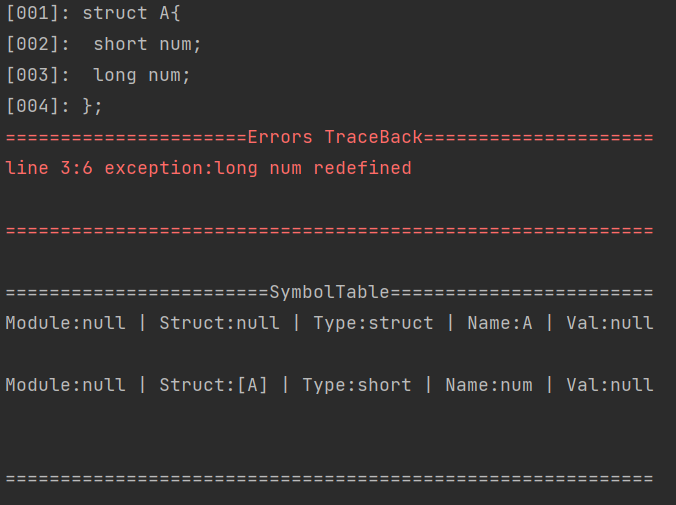 [001]: struct A{
[002]:  short num;
[003]:  long num;
[004]: };
======================Errors TraceBack=====================
line 3:6 exception:long num redefined
===========================================================
========================SymbolTable========================
Module:null | Struct:null | Type:struct | Name:A | Val:null
Module:null | Struct:[A] | Type:short | Name:num | Val:null
===========================================================